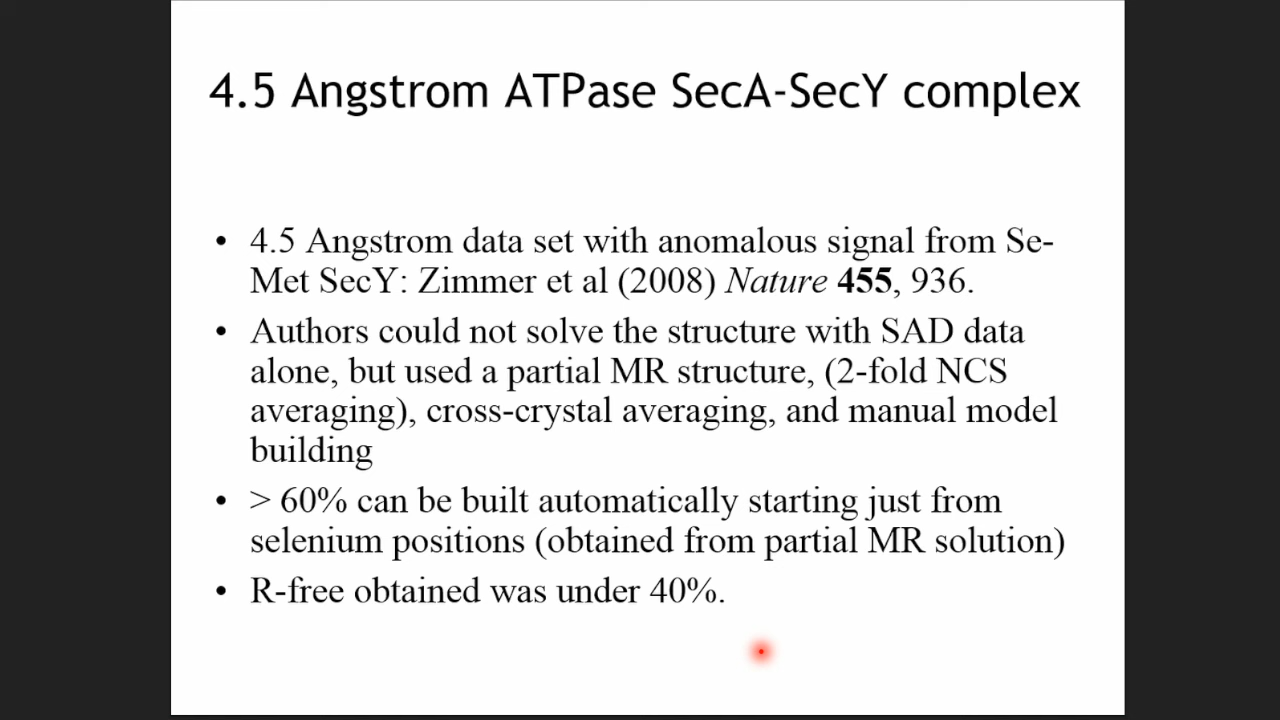 4.5 Angstrom ATPase SecA-SecY complex
• 4.5 Angstrom data set with anomalous signal from Se-
Met SecY: Zimmer et al (2008) Nature 455, 936.
• Authors could not solve the structure with SAD data
alone, but used a partial MR structure, (2-fold NCS
averaging), cross-crystal averaging, and manual model
building
• > 60% can be built automatically starting just from
selenium positions (obtained from partial MR solution)
• R-free obtained was under 40%.